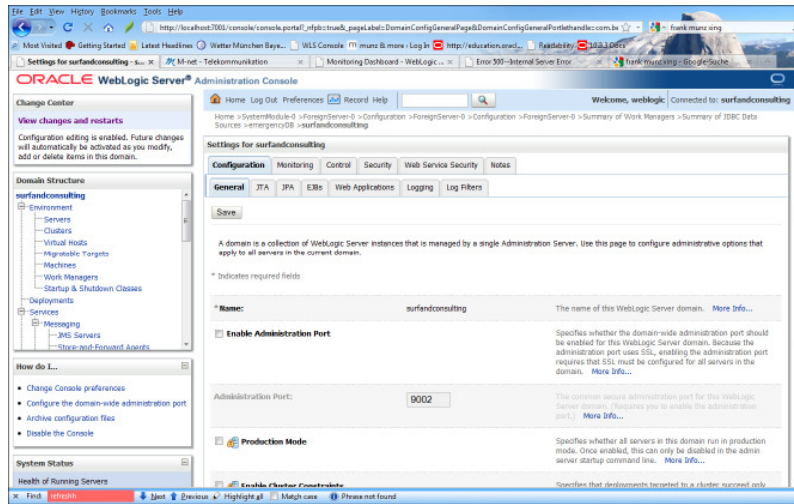 File Edit View History Bookmarks Tools Help
http://localhost:7001/console/console.portal?_nfpb=true&_pageLabel=DomainConfigGeneralPage&DomainConfigGeneralPortlethandle=com.be
frank munz xing
Most Visited Getting Started Latest Headlines Wetter München Baye... WLS Console munz & more › Log In http://education.oracl... Readability 10.3.3 Docs
Settings for surfandconsulting - s... M-net - Telekommunikation Monitoring Dashboard - WebLogic ... Error 500--Internal Server Error frank munz xing - Google-Suche
ORACLE WebLogic Server® Administration Console
Change Center
View changes and restarts
Configuration editing is enabled. Future changes
will automatically be activated as you modify,
add or delete items in this domain.
Domain Structure
surfandconsulting
Environment
Servers
Clusters
Virtual Hosts
Migratable Targets
Machines
Work Managers
Startup & Shutdown Classes
Deployments
Services
Messaging
JMS Servers
Store-and-Forward Agents
How do I...
Change Console preferences
Configure the domain-wide administration port
Archive configuration files
Disable the Console
System Status
Health of Running Servers
Home Log Out Preferences Record Help
Welcome, weblogic Connected to: surfandconsulting
Home >SystemModule-0 >ForeignServer-0 >Configuration >ForeignServer-0 >Configuration >ForeignServer-0 >Summary of Work Managers >Summary of JDBC Data
Sources >emergencyDB >surfandconsulting
Settings for surfandconsulting
Configuration Monitoring Control Security Web Service Security Notes
General JTA JPA EJBs Web Applications Logging Log Filters
Save
A domain is a collection of WebLogic Server instances that is managed by a single Administration Server. Use this page to configure administrative options that
apply to all servers in the current domain.
* Indicates required fields
* Name: surfandconsulting The name of this WebLogic Server domain. More Info...
Enable Administration Port
Specifies whether the domain-wide administration port should
be enabled for this WebLogic Server domain. Because the
administration port uses SSL, enabling the administration port
requires that SSL must be configured for all servers in the
domain. More Info...
Administration Port: 9002
The common secure administration port for this WebLogic
Server domain. (Requires you to enable the administration
port.) More Info...
Production Mode
Specifies whether all servers in this domain run in production
mode. Once enabled, this can only be disabled in the admin
server startup command line. More Info...
Enable Cluster Constraints
Specifies that deployments targeted to a cluster succeed only
Find: refreshh Next Previous Highlight all Match case Phrase not found